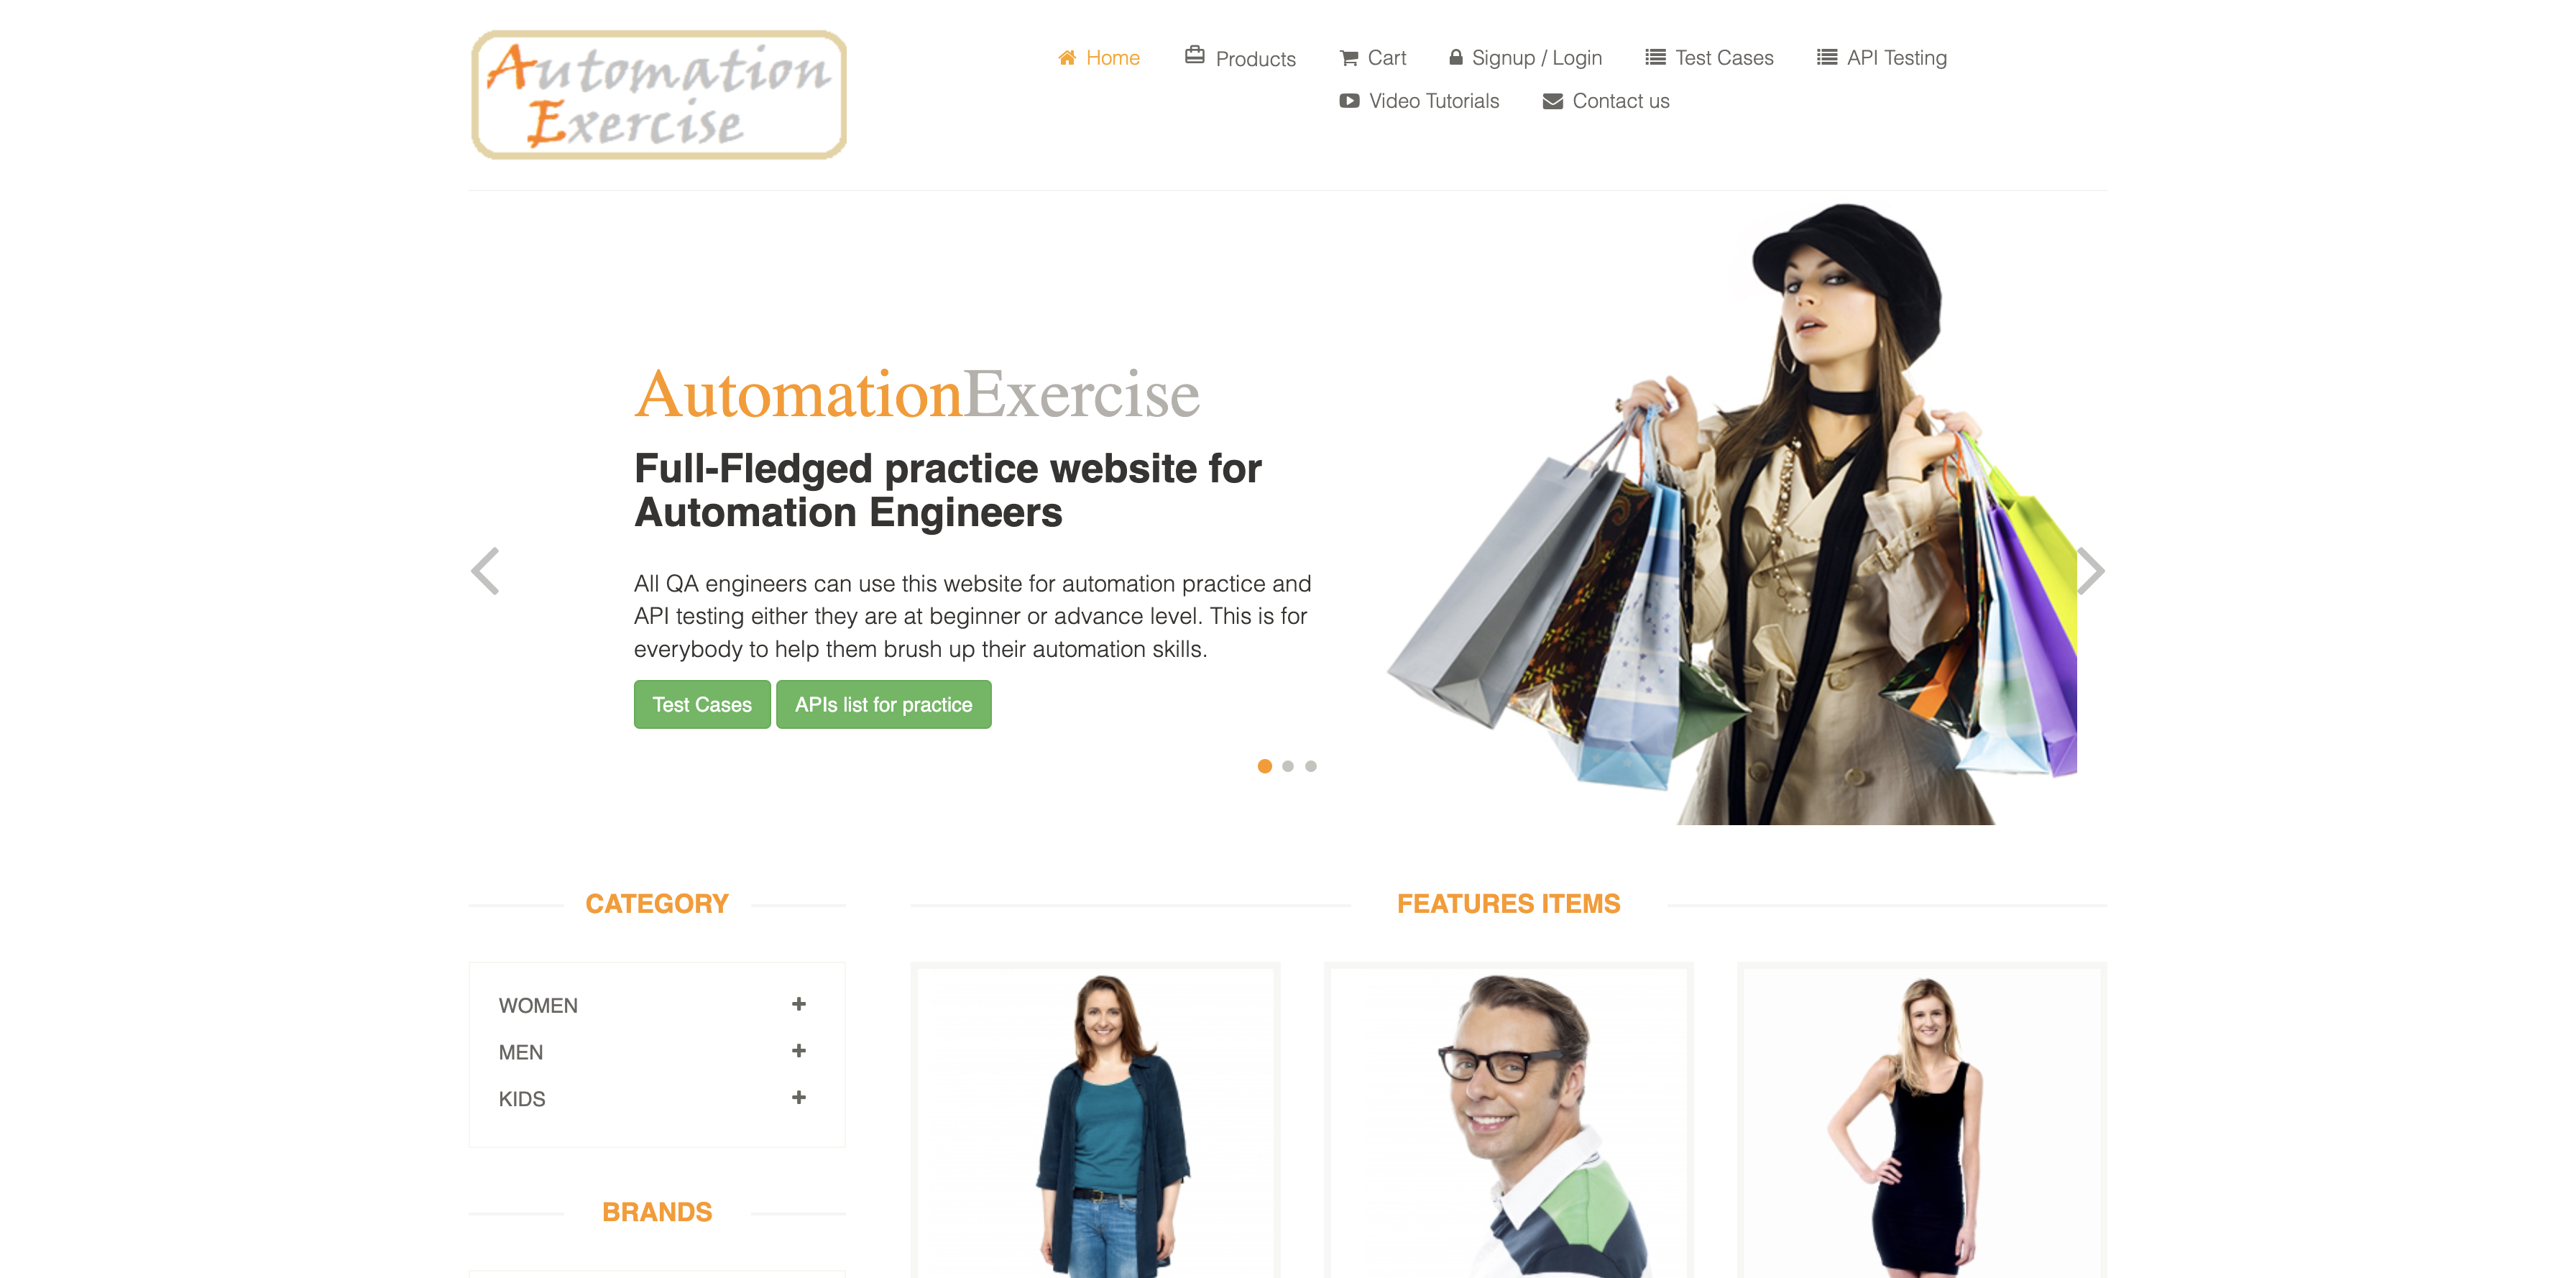 Automation
Exercise
Home Products Cart Signup / Login Test Cases API Testing
Video Tutorials Contact us
AutomationExercise
Full-Fledged practice website for
Automation Engineers
All QA engineers can use this website for automation practice and
API testing either they are at beginner or advance level. This is for
everybody to help them brush up their automation skills.
Test Cases APIs list for practice
CATEGORY
WOMEN
MEN
KIDS
BRANDS
FEATURES ITEMS